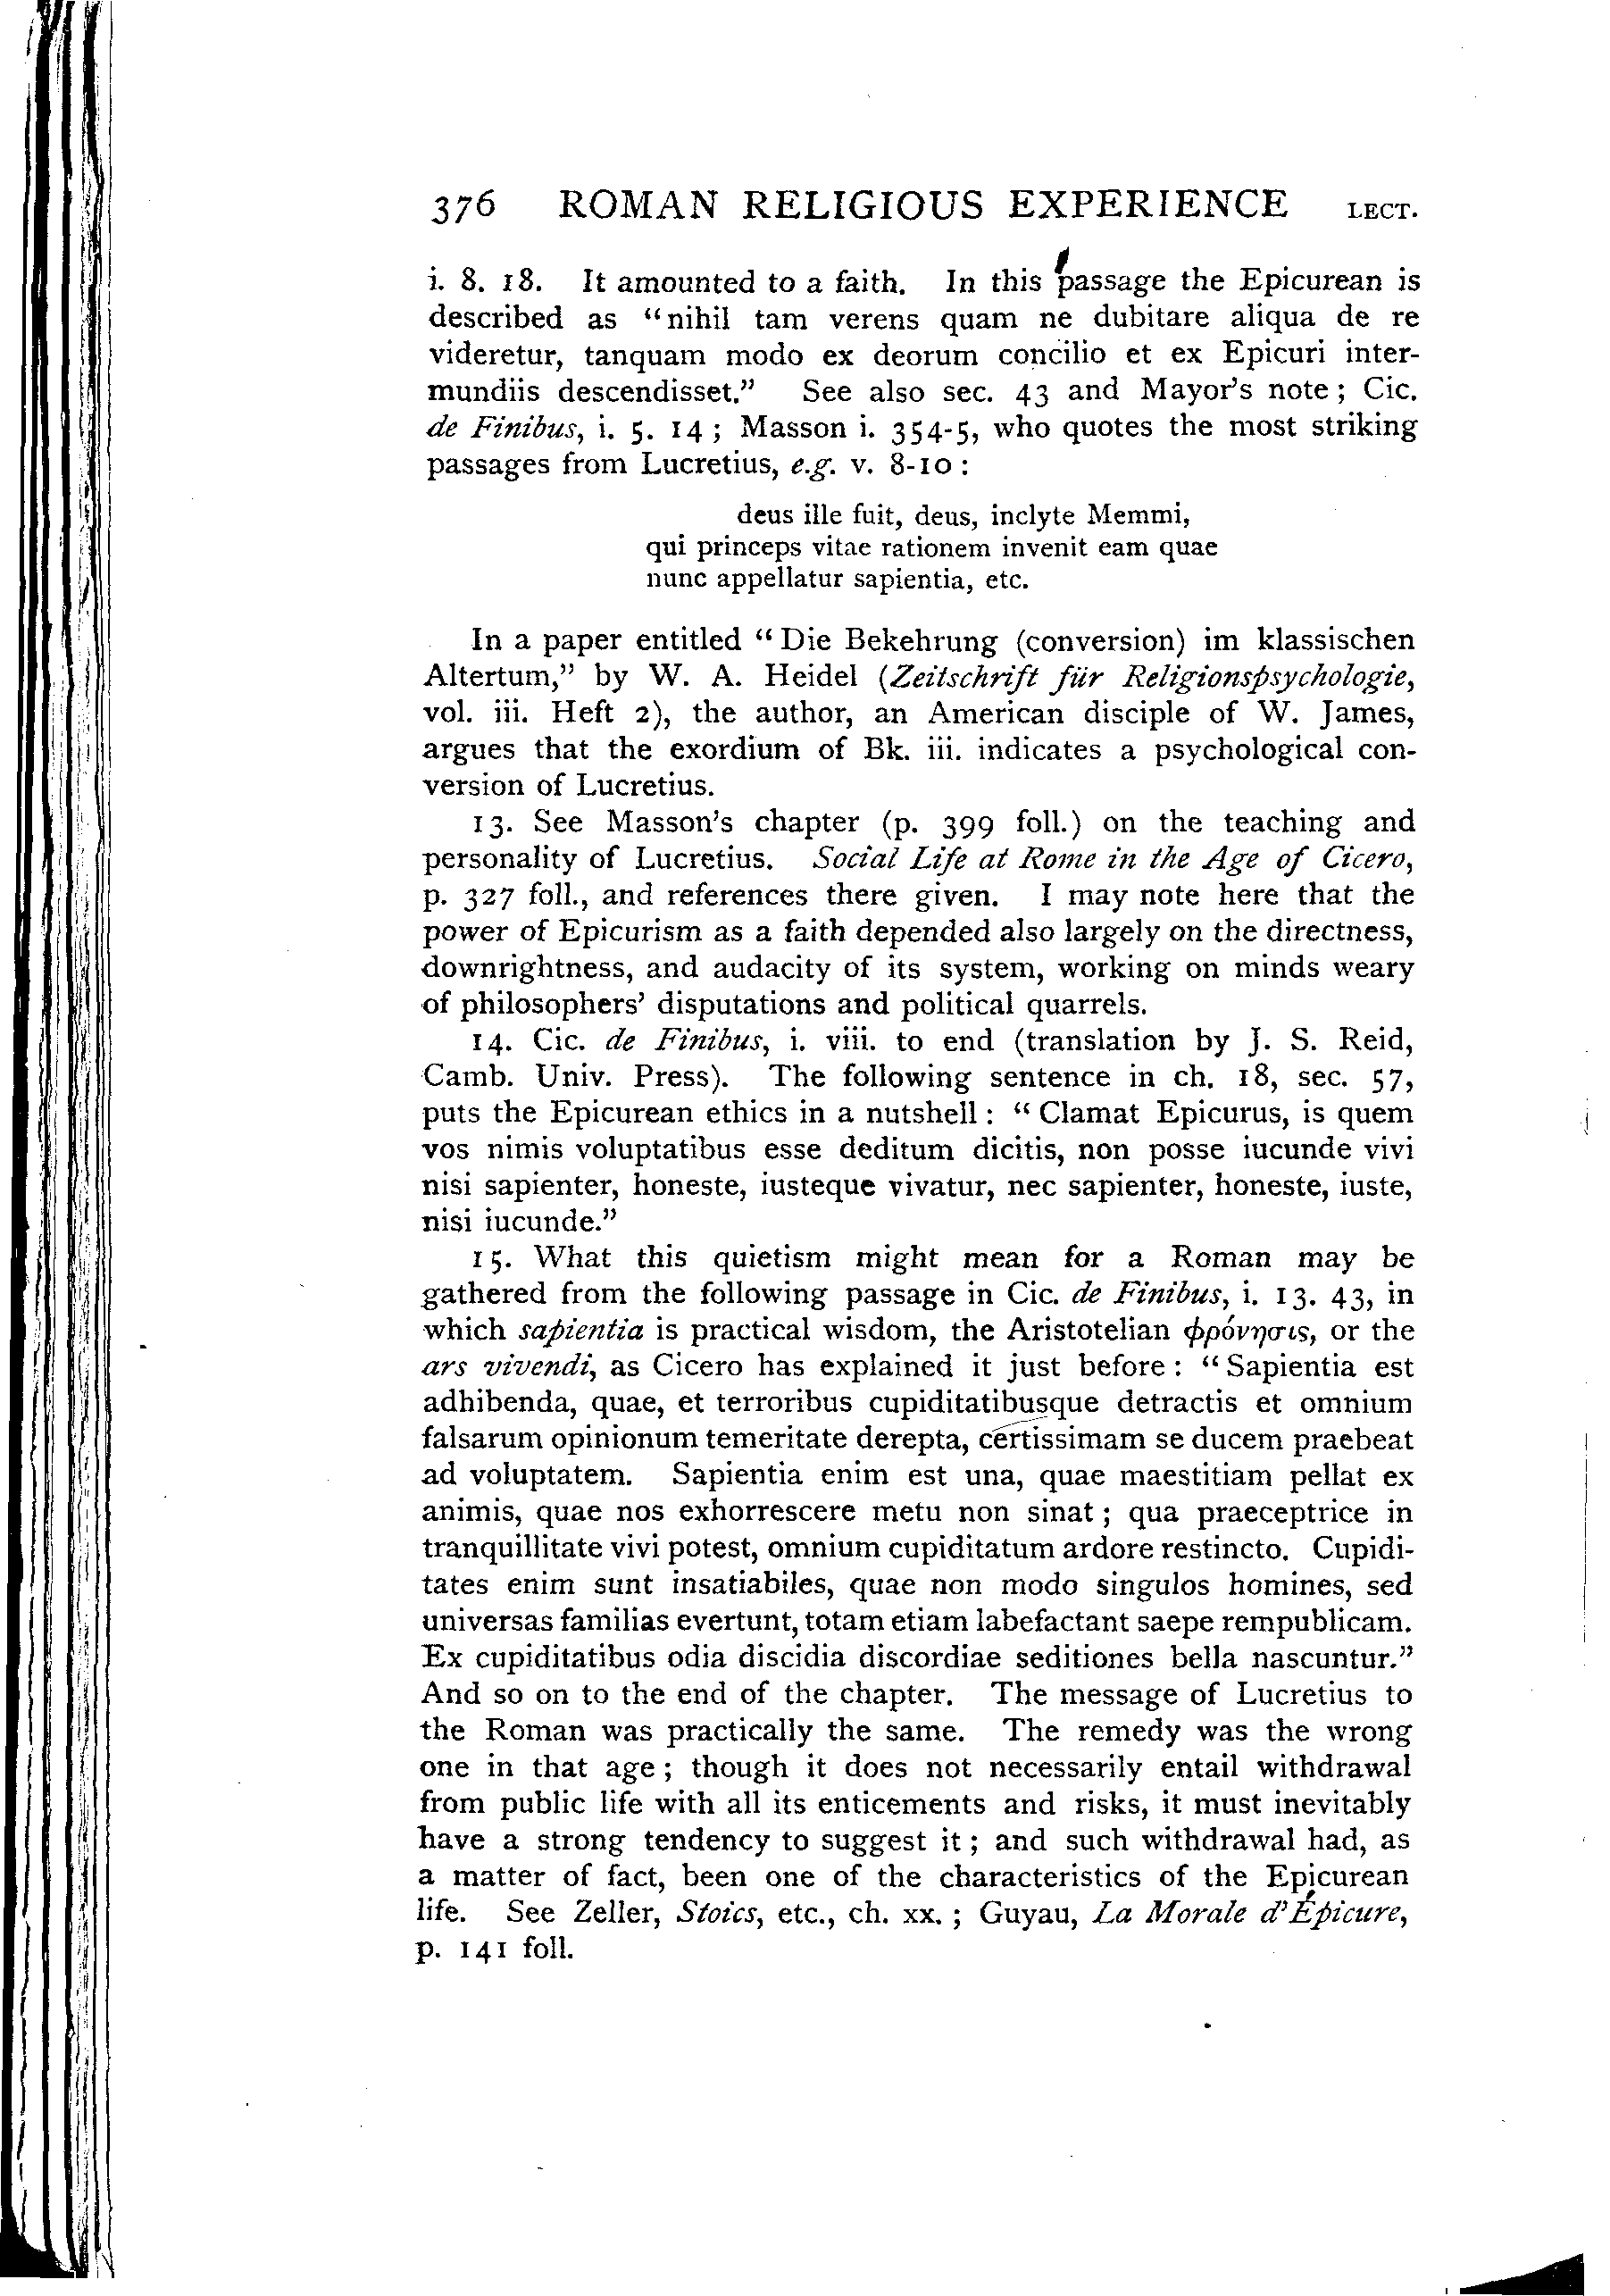 376 ROMAN RELIGIOUS EXPERIENCE LECT.
i. 8. 18. It amounted to a faith. In this passage the Epicurean is
described as “nihil tam verens quam ne dubitare aliqua de re
videretur, tanquam modo ex deorum concilio et ex Epicuri inter-
mundiis descendisset.” See also sec. 43 and Mayor’s note; Cic.
de Finibus, i. 5. 14; Masson i. 354-5, who quotes the most striking
passages from Lucretius, e.g. v. 8-10:
deus ille fuit, deus, inclyte Memmi,
qui princeps vitae rationem invenit eam quae
nunc appellatur sapientia, etc.
In a paper entitled “Die Bekehrung (conversion) im klassischen
Altertum,” by W. A. Heidel (Zeitschrift für Religionspsychologie,
vol. iii. Heft 2), the author, an American disciple of W. James,
argues that the exordium of Bk. iii. indicates a psychological con-
version of Lucretius.
13. See Masson’s chapter (p. 399 foll.) on the teaching and
personality of Lucretius. Social Life at Rome in the Age of Cicero,
p. 327 foll., and references there given. I may note here that the
power of Epicurism as a faith depended also largely on the directness,
downrightness, and audacity of its system, working on minds weary
of philosophers’ disputations and political quarrels.
14. Cic. de Finibus, i. viii. to end (translation by J. S. Reid,
Camb. Univ. Press). The following sentence in ch. 18, sec. 57,
puts the Epicurean ethics in a nutshell: “Clamat Epicurus, is quem
vos nimis voluptatibus esse deditum dicitis, non posse iucunde vivi
nisi sapienter, honeste, iusteque vivatur, nec sapienter, honeste, iuste,
nisi iucunde.”
15. What this quietism might mean for a Roman may be
gathered from the following passage in Cic. de Finibus, i. 13. 43, in
which sapientia is practical wisdom, the Aristotelian φρόνησις, or the
ars vivendi, as Cicero has explained it just before: “Sapientia est
adhibenda, quae, et terroribus cupiditatibusque detractis et omnium
falsarum opinionum temeritate derepta, certissimam se ducem praebeat
ad voluptatem. Sapientia enim est una, quae maestitiam pellat ex
animis, quae nos exhorrescere metu non sinat; qua praeceptrice in
tranquillitate vivi potest, omnium cupiditatum ardore restincto. Cupidi-
tates enim sunt insatiabiles, quae non modo singulos homines, sed
universas familias evertunt, totam etiam labefactant saepe rempublicam.
Ex cupiditatibus odia discidia discordiae seditiones bella nascuntur.”
And so on to the end of the chapter. The message of Lucretius to
the Roman was practically the same. The remedy was the wrong
one in that age; though it does not necessarily entail withdrawal
from public life with all its enticements and risks, it must inevitably
have a strong tendency to suggest it; and such withdrawal had, as
a matter of fact, been one of the characteristics of the Epicurean
life. See Zeller, Stoics, etc., ch. xx.; Guyau, La Morale d’Épicure,
p. 141 foll.